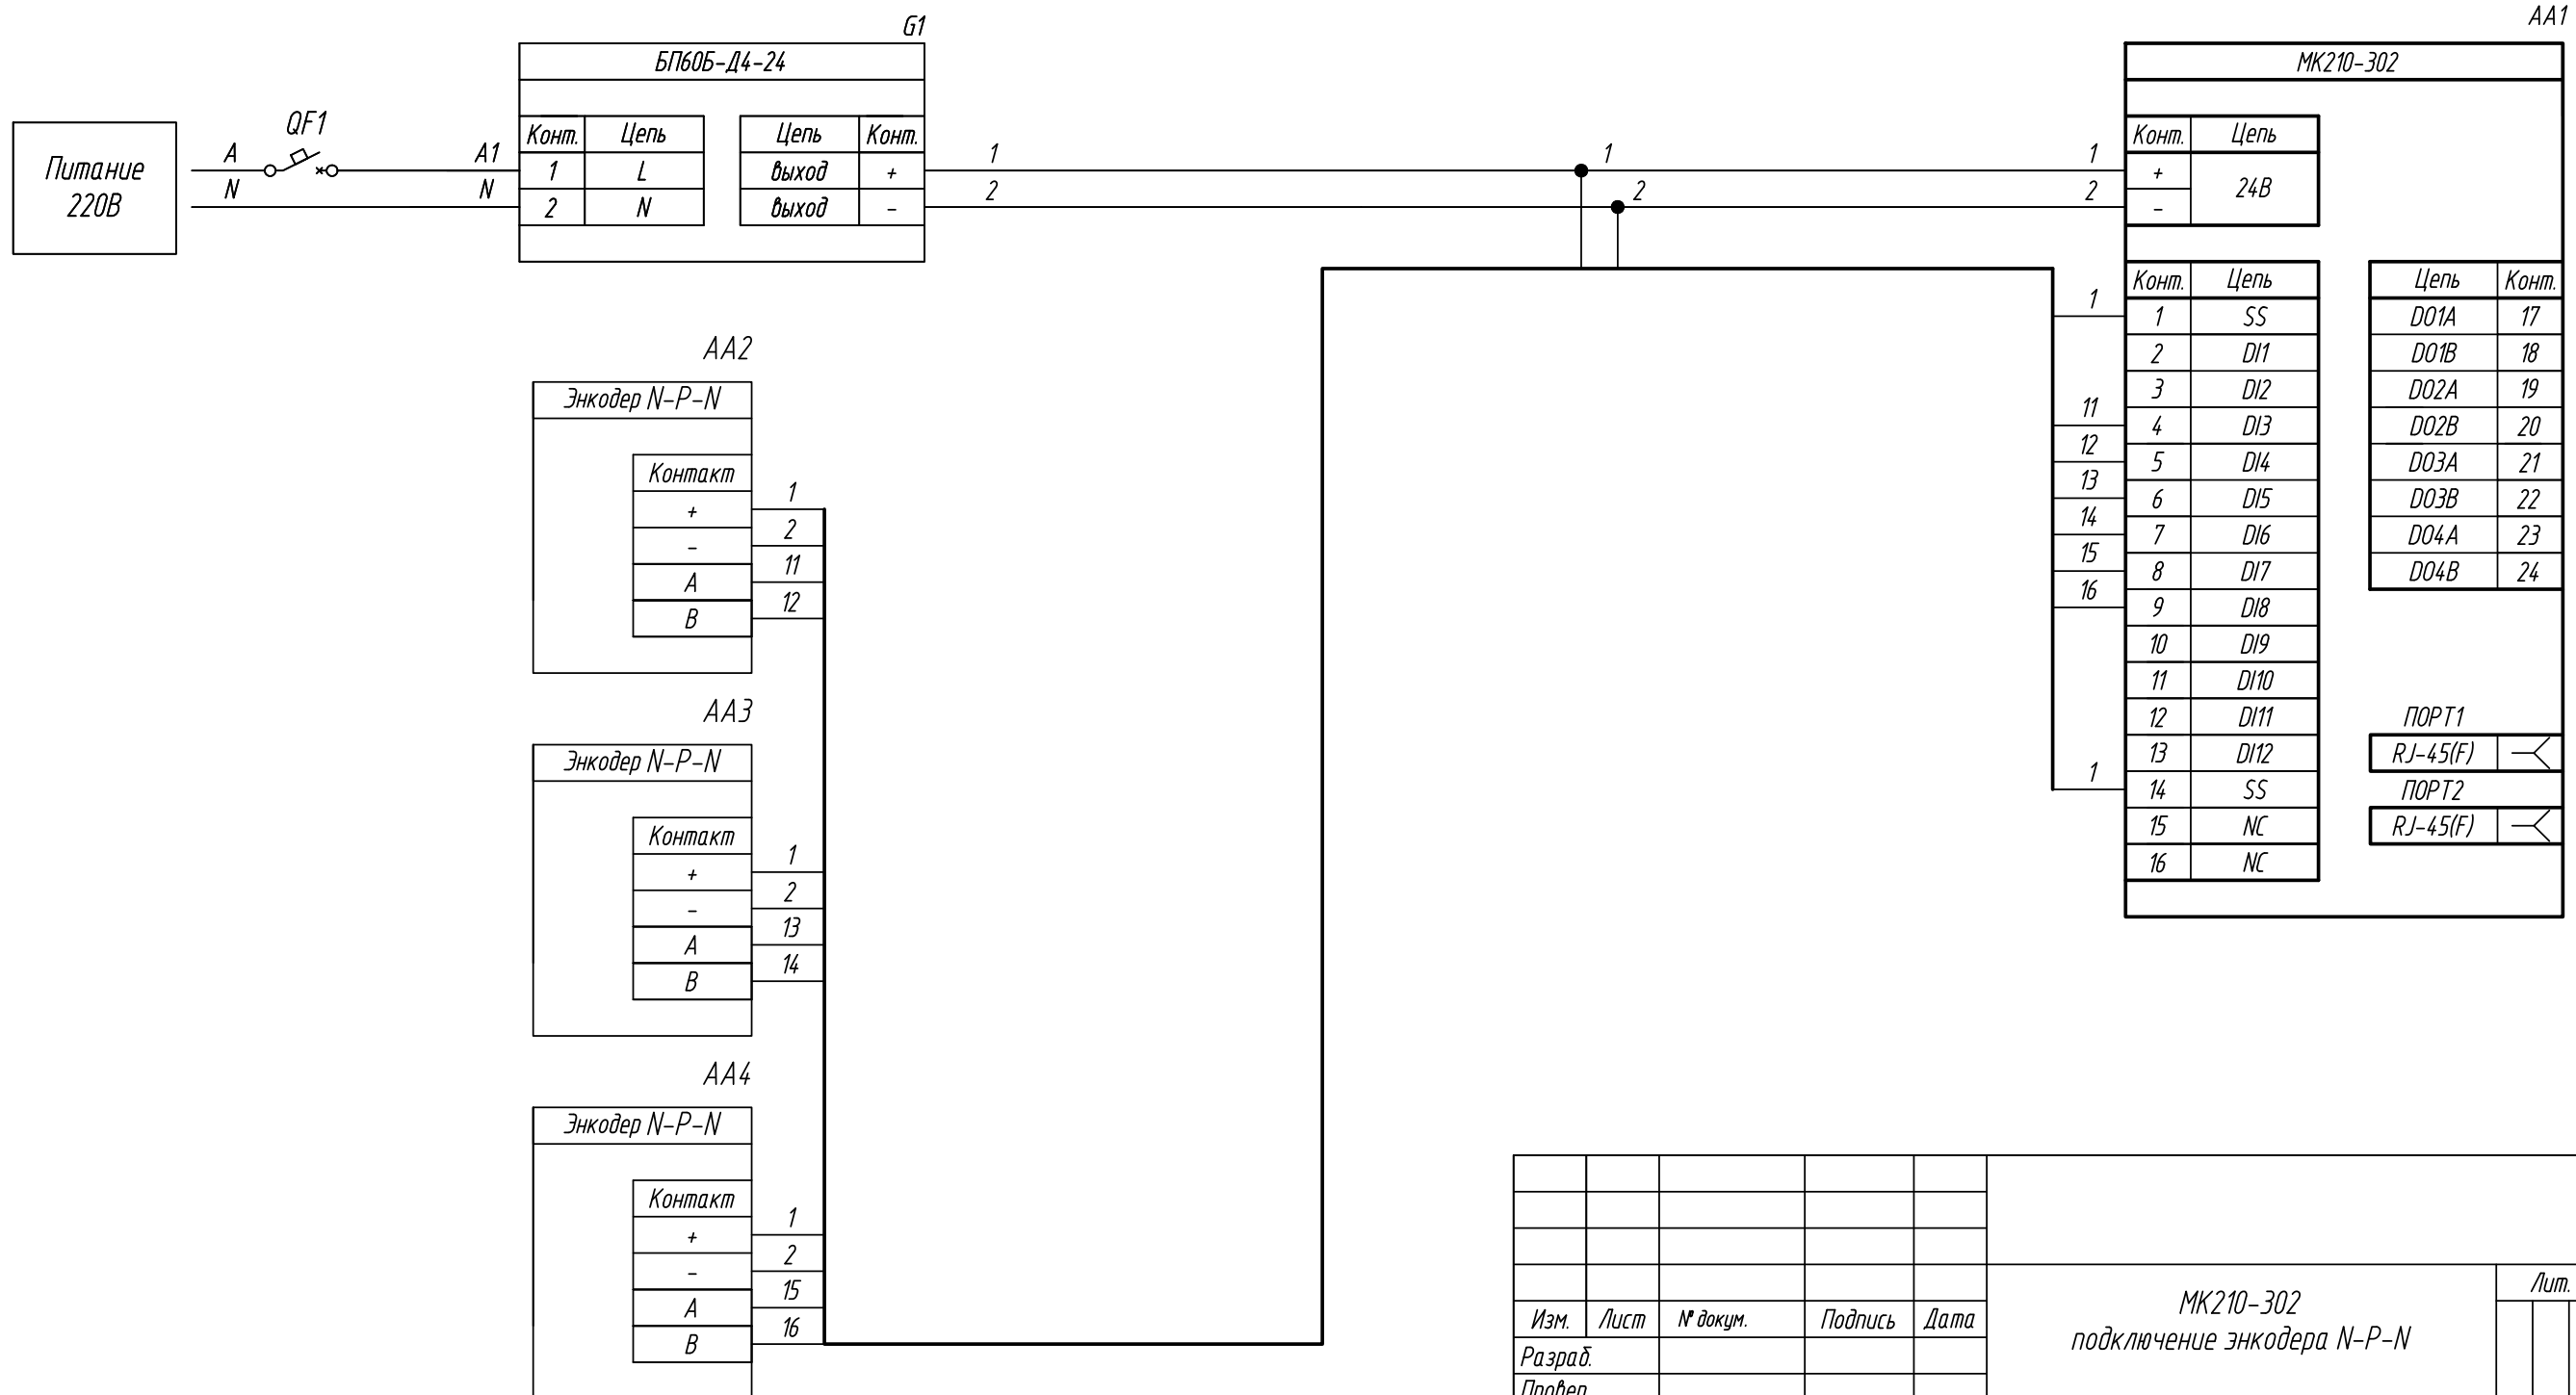 G1
AA1
БП60Б-Д4-24
МК210-302
QF1
Питание
220В
A
A1
N
N
Конт. Цепь
1 L
2 N
Цепь Конт.
выход +
выход -
1
2
1
2
1
2
Конт. Цепь
+ 24В
-
Конт. Цепь
1 SS
2 DI1
3 DI2
4 DI3
5 DI4
6 DI5
7 DI6
8 DI7
9 DI8
10 DI9
11 DI10
12 DI11
13 DI12
14 SS
15 NC
16 NC
1
11
12
13
14
15
16
1
Цепь Конт.
DO1A 17
DO1B 18
DO2A 19
DO2B 20
DO3A 21
DO3B 22
DO4A 23
DO4B 24
ПОРТ1
RJ-45(F)
ПОРТ2
RJ-45(F)
AA2
Энкодер N-P-N
Контакт
+ 1
- 2
A 11
B 12
AA3
Энкодер N-P-N
Контакт
+ 1
- 2
A 13
B 14
AA4
Энкодер N-P-N
Контакт
+ 1
- 2
A 15
B 16
Изм. Лист № докум. Подпись Дата
Разраб.
Провер.
МК210-302
подключение энкодера N-P-N
Лит.